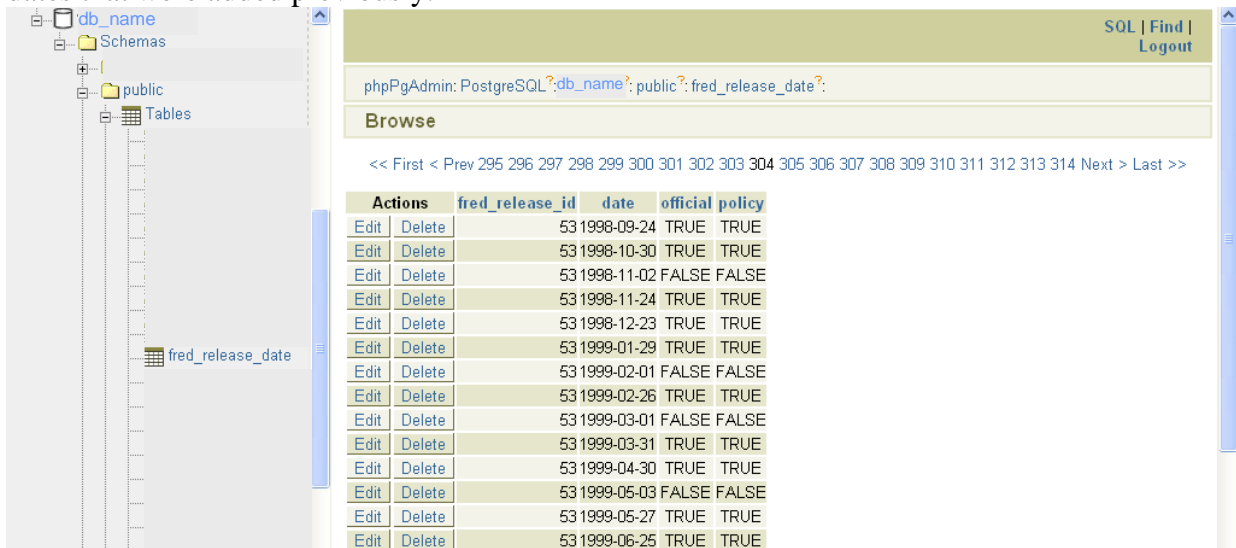 dates that were added previously.
db_name
Schemas
public
Tables
fred_release_date
SQL | Find |
Logout
phpPgAdmin: PostgreSQL?: db_name?: public?: fred_release_date?:
Browse
<< First < Prev 295 296 297 298 299 300 301 302 303 304 305 306 307 308 309 310 311 312 313 314 Next > Last >>
Actions fred_release_id date official policy
Edit Delete 53 1998-09-24 TRUE TRUE
Edit Delete 53 1998-10-30 TRUE TRUE
Edit Delete 53 1998-11-02 FALSE FALSE
Edit Delete 53 1998-11-24 TRUE TRUE
Edit Delete 53 1998-12-23 TRUE TRUE
Edit Delete 53 1999-01-29 TRUE TRUE
Edit Delete 53 1999-02-01 FALSE FALSE
Edit Delete 53 1999-02-26 TRUE TRUE
Edit Delete 53 1999-03-01 FALSE FALSE
Edit Delete 53 1999-03-31 TRUE TRUE
Edit Delete 53 1999-04-30 TRUE TRUE
Edit Delete 53 1999-05-03 FALSE FALSE
Edit Delete 53 1999-05-27 TRUE TRUE
Edit Delete 53 1999-06-25 TRUE TRUE